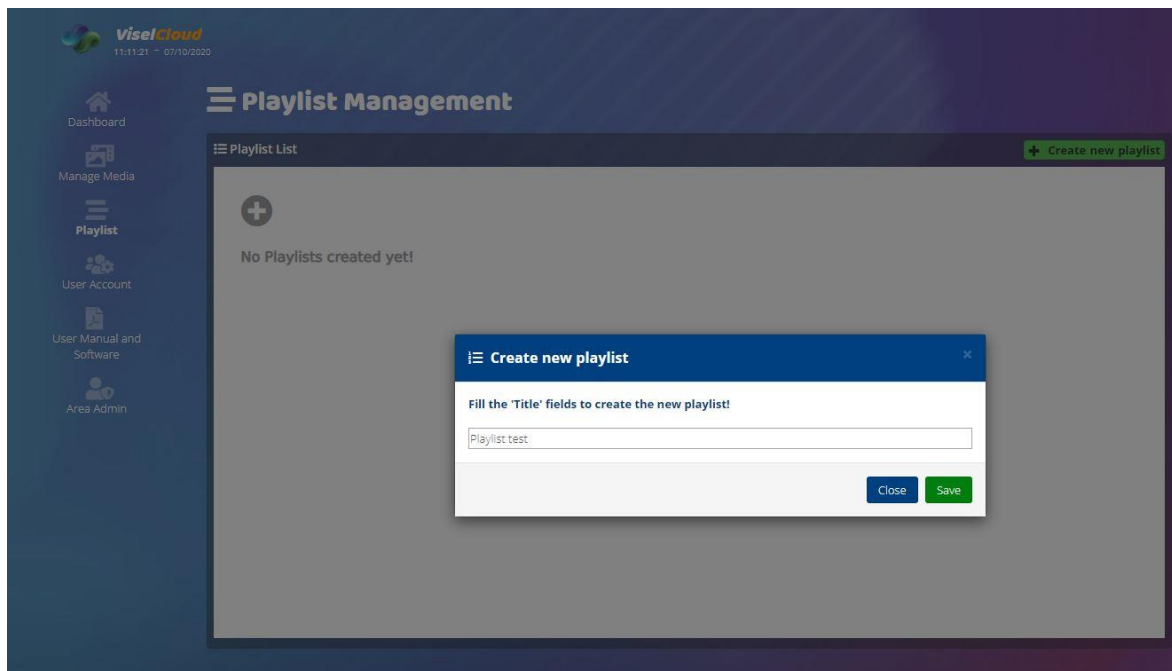 ViselCloud
11:11:21 - 07/10/2020
Playlist Management
Dashboard
Manage Media
Playlist
User Account
User Manual and
Software
Area Admin
Playlist List
Create new playlist
No Playlists created yet!
Create new playlist
×
Fill the 'Title' fields to create the new playlist!
Playlist test
Close
Save